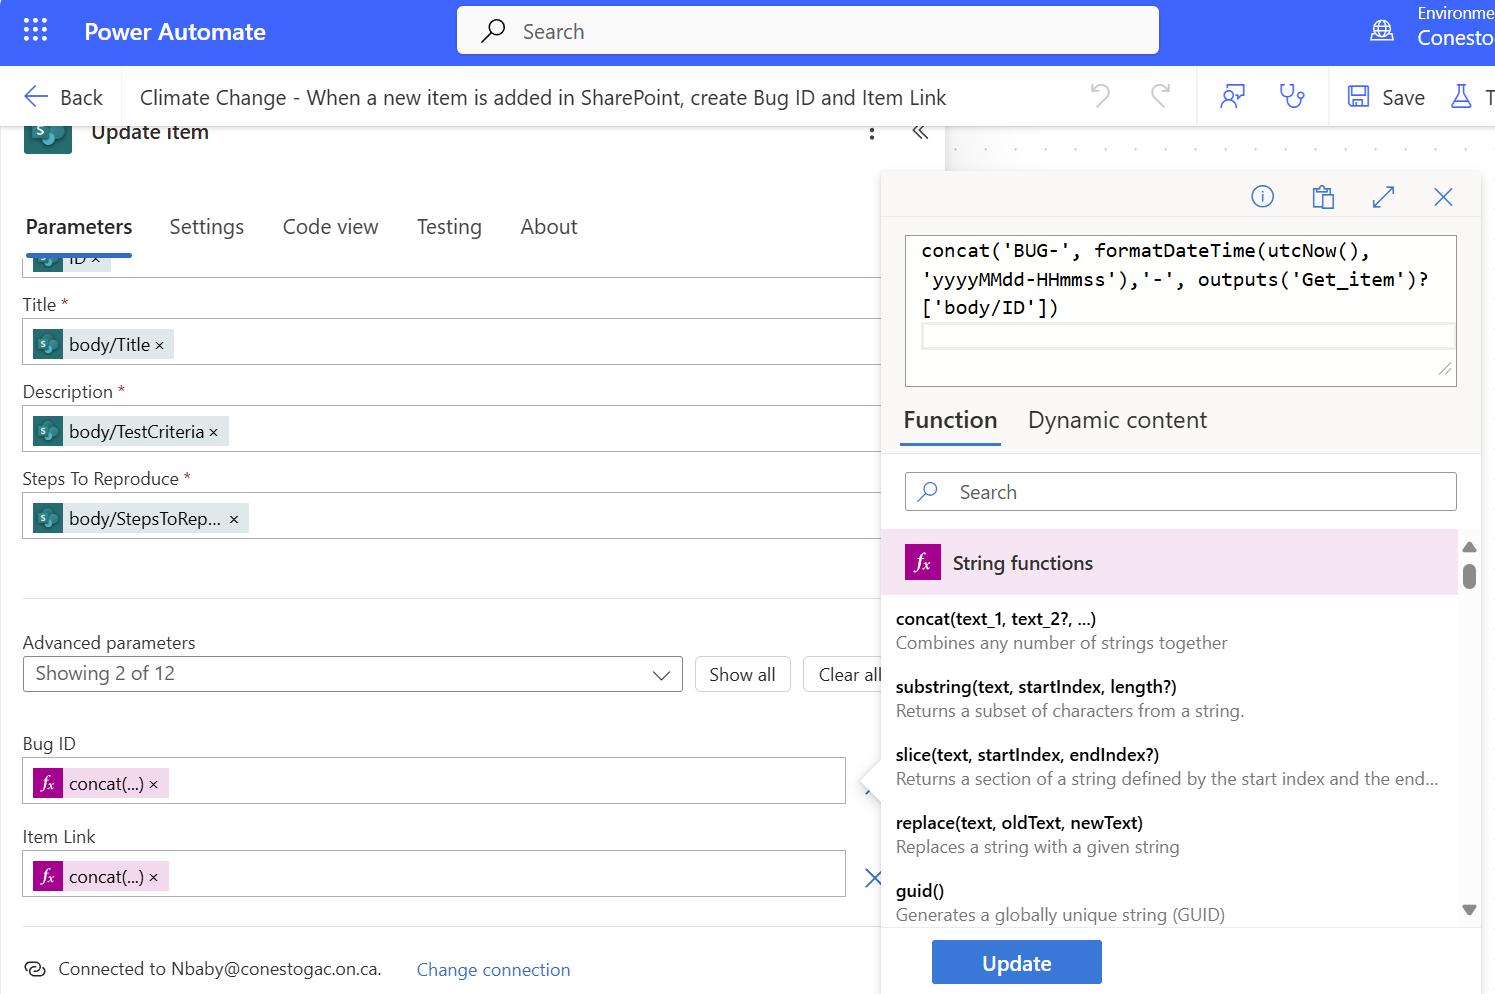 Power Automate
Search
Environme
Conesto
Back
Climate Change - When a new item is added in SharePoint, create Bug ID and Item Link
Save
T
Update item
Parameters
Settings
Code view
Testing
About
ID ×
Title *
body/Title ×
Description *
body/TestCriteria ×
Steps To Reproduce *
body/StepsToRep... ×
Advanced parameters
Showing 2 of 12
Show all
Clear all
Bug ID
fx concat(...) ×
Item Link
fx concat(...) ×
Connected to Nbaby@conestogac.on.ca.
Change connection
concat('BUG-', formatDateTime(utcNow(),
'yyyyMMdd-HHmmss'),'-', outputs('Get_item')?
['body/ID'])
Function
Dynamic content
Search
fx String functions
concat(text_1, text_2?, ...)
Combines any number of strings together
substring(text, startIndex, length?)
Returns a subset of characters from a string.
slice(text, startIndex, endIndex?)
Returns a section of a string defined by the start index and the end...
replace(text, oldText, newText)
Replaces a string with a given string
guid()
Generates a globally unique string (GUID)
Update